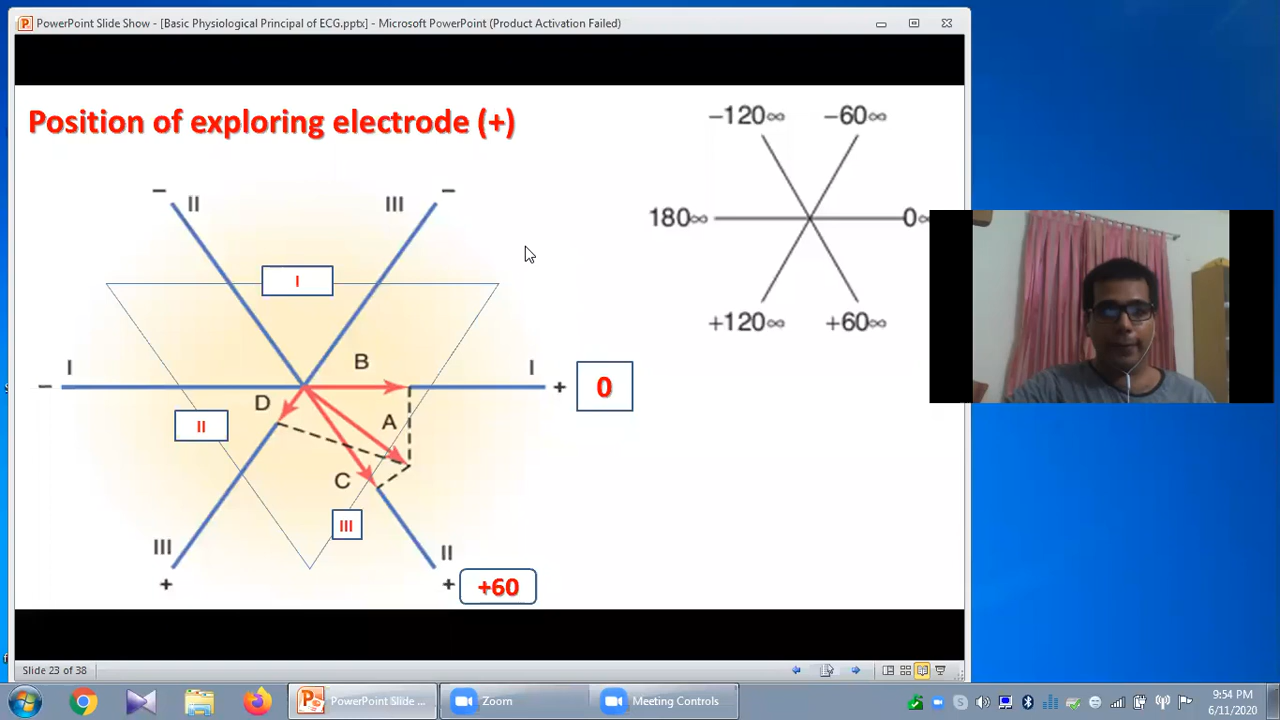 PowerPoint Slide Show - [Basic Physiological Principal of ECG.pptx] - Microsoft PowerPoint (Product Activation Failed)
Position of exploring electrode (+)
−120∞ −60∞
180∞ 0∞
+120∞ +60∞
− II III −
I
I B I
− + 0
D
A
II
C
III
III II
+ + +60
Slide 23 of 38
PowerPoint Slide ...
Zoom
Meeting Controls
9:54 PM
6/11/2020